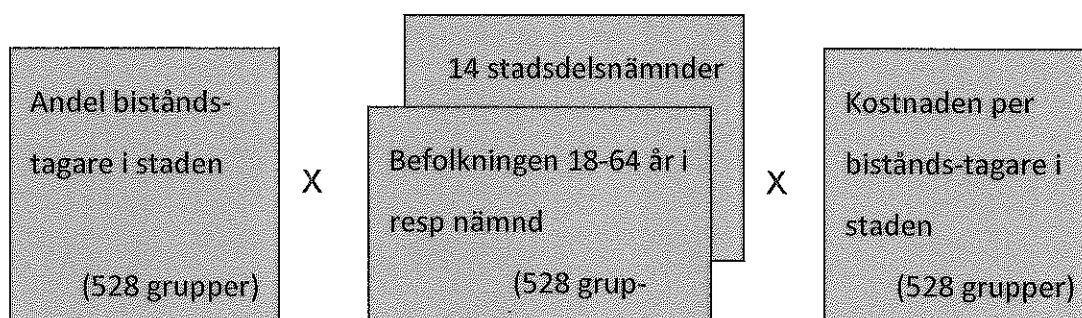 Andel bistånds-
tagare i staden
(528 grupper)
X
14 stadsdelsnämnder
Befolkningen 18-64 år i
resp nämnd
(528 grup-
X
Kostnaden per
bistånds-tagare i
staden
(528 grupper)